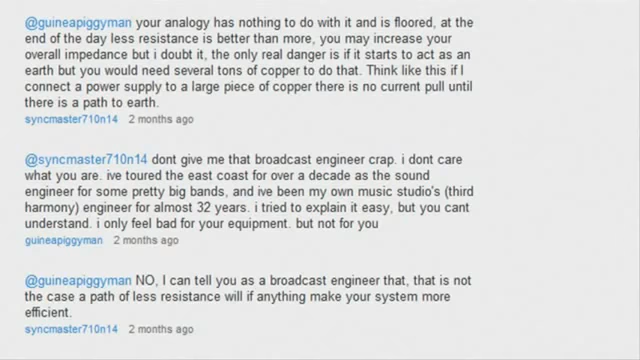 @guineapiggyman your analogy has nothing to do with it and is floored, at the
end of the day less resistance is better than more, you may increase your
overall impedance but i doubt it, the only real danger is if it starts to act as an
earth but you would need several tons of copper to do that. Think like this if I
connect a power supply to a large piece of copper there is no current pull until
there is a path to earth.
syncmaster710n14 2 months ago
@syncmaster710n14 dont give me that broadcast engineer crap. i dont care
what you are. ive toured the east coast for over a decade as the sound
engineer for some pretty big bands, and ive been my own music studio's (third
harmony) engineer for almost 32 years. i tried to explain it easy, but you cant
understand. i only feel bad for your equipment. but not for you
guineapiggyman 2 months ago
@guineapiggyman NO, I can tell you as a broadcast engineer that, that is not
the case a path of less resistance will if anything make your system more
efficient.
syncmaster710n14 2 months ago